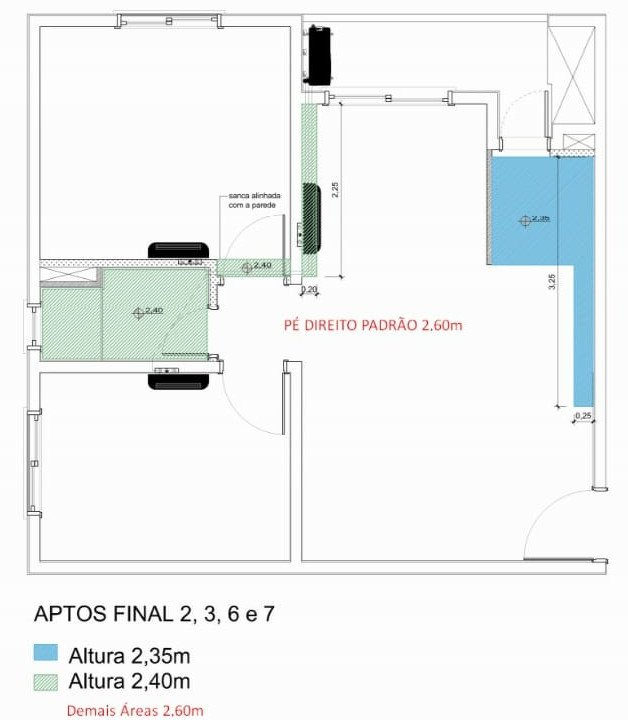 2,25
sanca alinhada
com a parede
2,35
2,40
3,25
0,20
2,40
PÉ DIREITO PADRÃO 2,60m
0,25
APTOS FINAL 2, 3, 6 e 7
Altura 2,35m
Altura 2,40m
Demais Áreas 2,60m